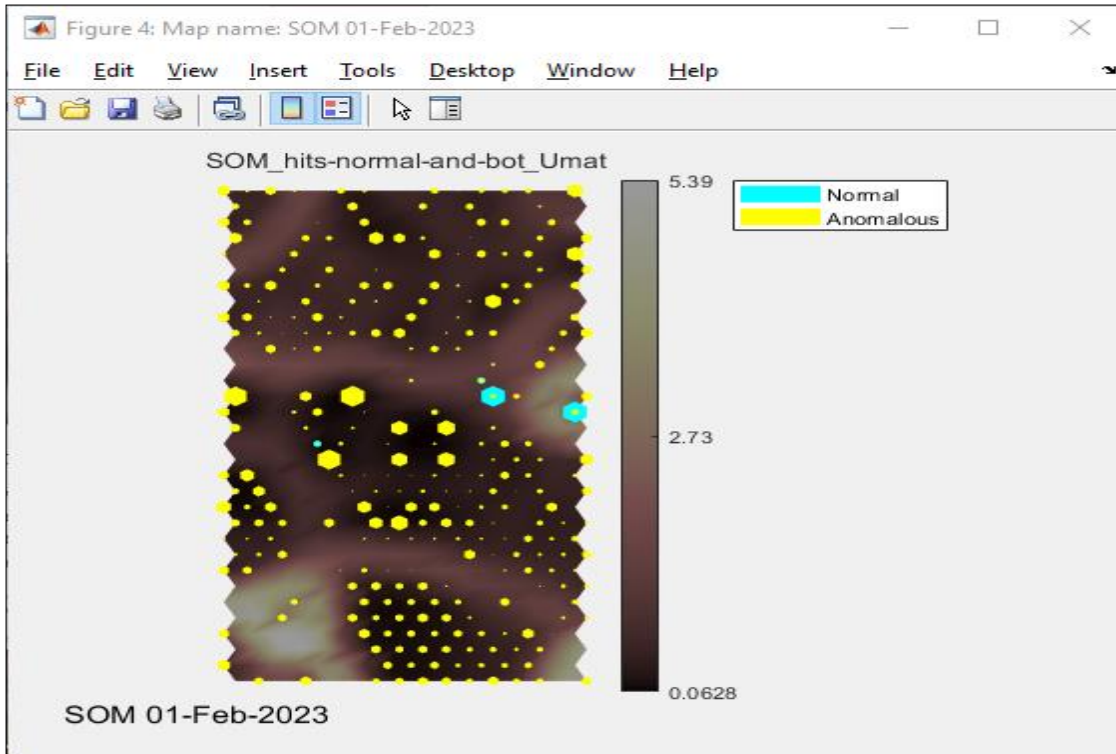 Figure 4: Map name: SOM 01-Feb-2023
File Edit View Insert Tools Desktop Window Help
SOM_hits-normal-and-bot_Umat
5.39
Normal
Anomalous
2.73
0.0628
SOM 01-Feb-2023